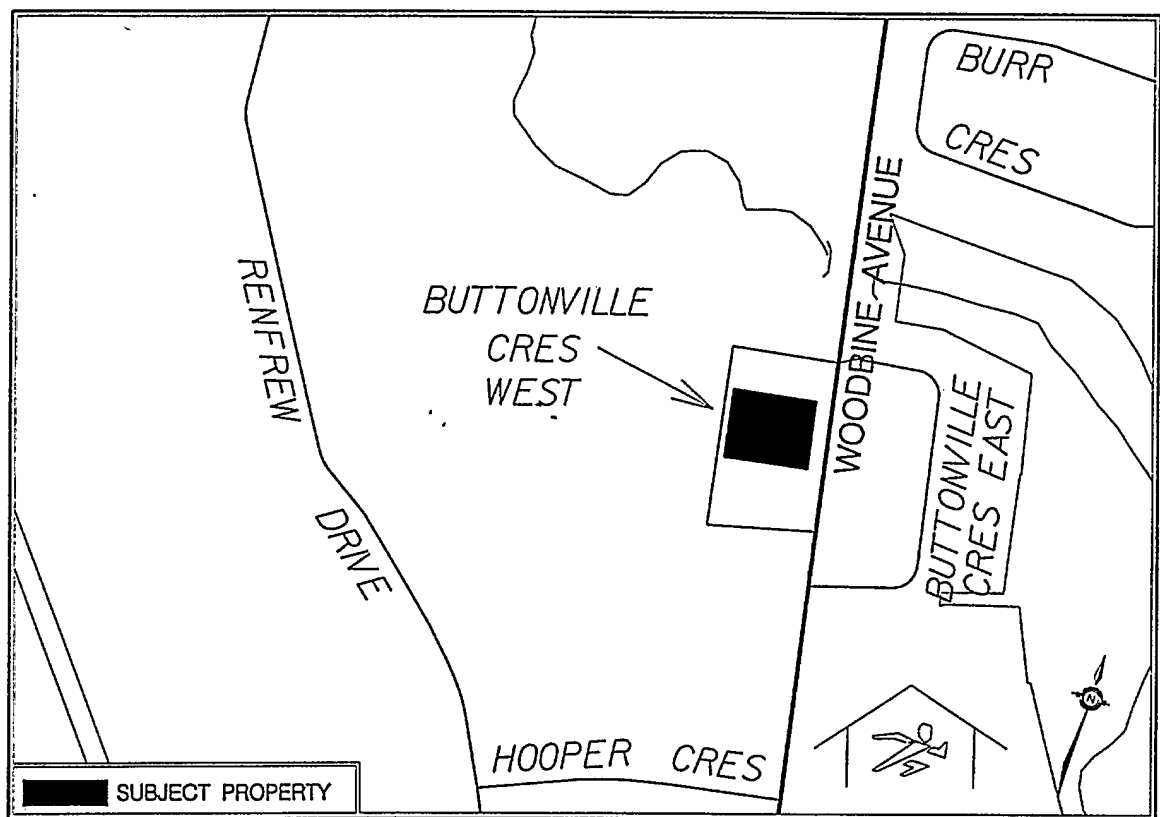 BURR
CRES
WOODBINE AVENUE
RENFREW
DRIVE
BUTTONVILLE
CRES
WEST
BUTTONVILLE
CRES EAST
N
HOOPER CRES
SUBJECT PROPERTY